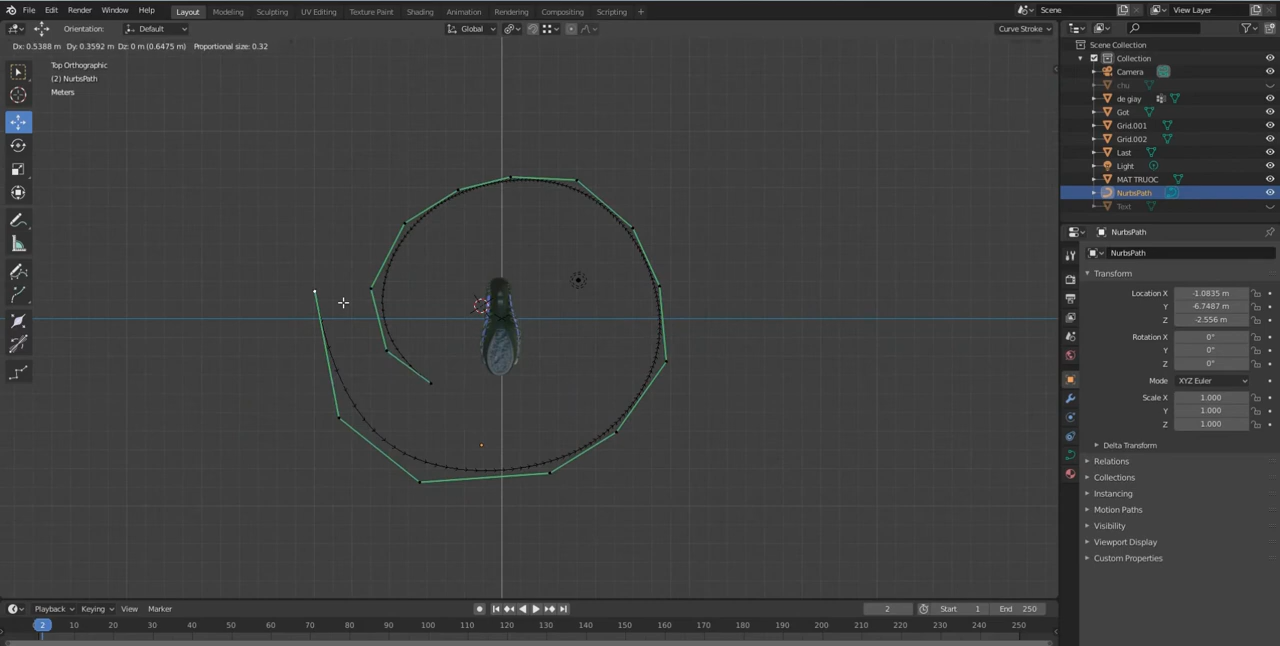 File Edit Render Window Help Layout Modeling Sculpting UV Editing Texture Paint Shading Animation Rendering Compositing Scripting + Scene View Layer
Orientation: Default Global Curve Stroke
Dx: 0.5388 m Dy: 0.3592 m Dz: 0 m (0.6475 m) Proportional size: 0.32
Top Orthographic
(2) NurbsPath
Meters
Scene Collection
Collection
Camera
chu
de giay
Got
Grid.001
Grid.002
Last
Light
MAT TRUOC
NurbsPath
Text
NurbsPath
NurbsPath
Transform
Location X -1.0835 m
Y -6.7487 m
Z -2.556 m
Rotation X 0°
Y 0°
Z 0°
Mode XYZ Euler
Scale X 1.000
Y 1.000
Z 1.000
Delta Transform
Relations
Collections
Instancing
Motion Paths
Visibility
Viewport Display
Custom Properties
Playback Keying View Marker 2 Start 1 End 250
2 10 20 30 40 50 60 70 80 90 100 110 120 130 140 150 160 170 180 190 200 210 220 230 240 250